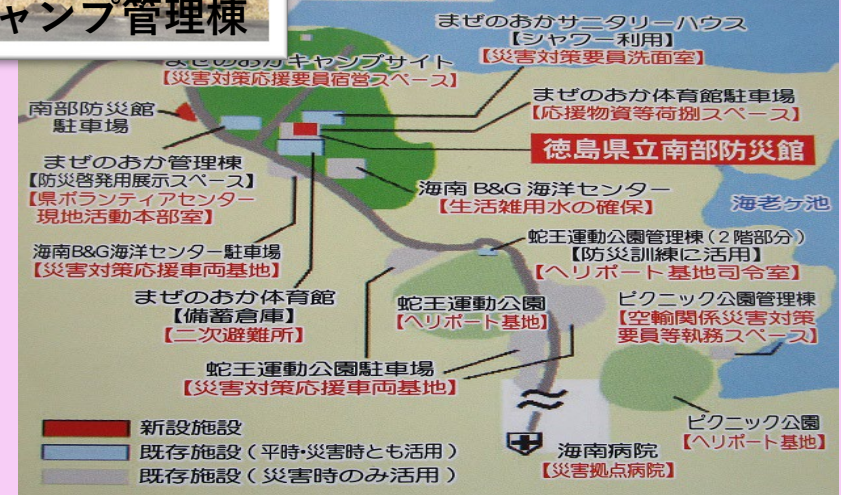 ャンプ管理棟
まぜのおかサニタリーハウス
【シャワー利用】
【災害対策要員洗面室】
まぜのおかキャンプサイト
【災害対策応援要員宿営スペース】
まぜのおか体育館駐車場
【応援物資等荷捌スペース】
南部防災館
駐車場
徳島県立南部防災館
まぜのおか管理棟
【防災啓発用展示スペース】
【県ボランティアセンター
現地活動本部室】
海南B&G海洋センター
【生活雑用水の確保】
海老ヶ池
海南B&G海洋センター駐車場
【災害対策応援車両基地】
蛇王運動公園管理棟(2階部分)
【防災訓練に活用】
【ヘリポート基地司令室】
まぜのおか体育館
【備蓄倉庫】
【二次避難所】
蛇王運動公園
【ヘリポート基地】
ピクニック公園管理棟
【空輸関係災害対策
要員等執務スペース】
蛇王運動公園駐車場
【災害対策応援車両基地】
ピクニック公園
【ヘリポート基地】
新設施設
既存施設(平時・災害時とも活用)
既存施設(災害時のみ活用)
海南病院
【災害拠点病院】